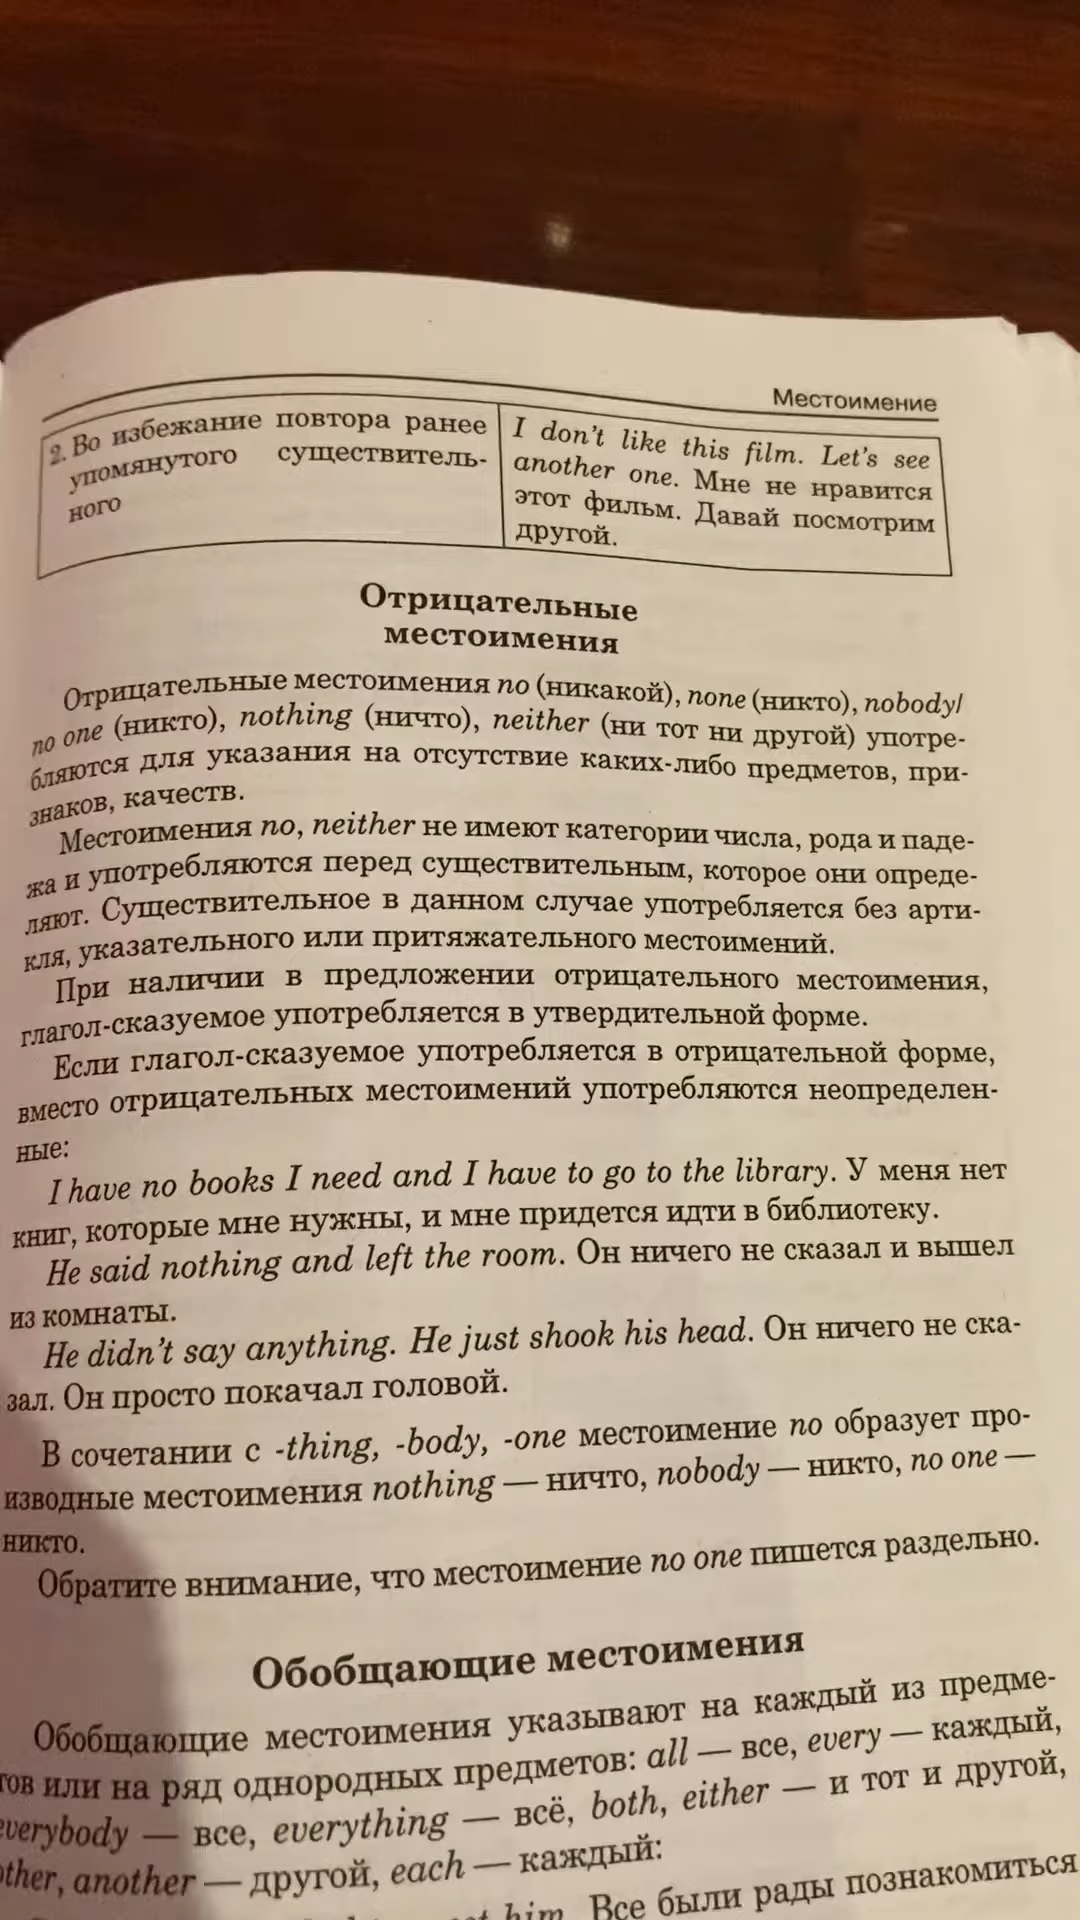 Местоимение
2. Во избежание повтора ранее
упомянутого существитель-
ного
I don't like this film. Let's see
another one. Мне не нравится
этот фильм. Давай посмотрим
другой.
Отрицательные
местоимения
Отрицательные местоимения no (никакой), none (никто), nobody/
no one (никто), nothing (ничто), neither (ни тот ни другой) употре-
бляются для указания на отсутствие каких-либо предметов, при-
знаков, качеств.
Местоимения no, neither не имеют категории числа, рода и паде-
жа и употребляются перед существительным, которое они опреде-
ляют. Существительное в данном случае употребляется без арти-
кля, указательного или притяжательного местоимений.
При наличии в предложении отрицательного местоимения,
глагол-сказуемое употребляется в утвердительной форме.
Если глагол-сказуемое употребляется в отрицательной форме,
вместо отрицательных местоимений употребляются неопределен-
ные:
I have no books I need and I have to go to the library. У меня нет
книг, которые мне нужны, и мне придется идти в библиотеку.
He said nothing and left the room. Он ничего не сказал и вышел
из комнаты.
He didn't say anything. He just shook his head. Он ничего не ска-
зал. Он просто покачал головой.
В сочетании с -thing, -body, -one местоимение no образует про-
изводные местоимения nothing — ничто, nobody — никто, no one —
никто.
Обратите внимание, что местоимение no one пишется раздельно.
Обобщающие местоимения
Обобщающие местоимения указывают на каждый из предме-
тов или на ряд однородных предметов: all — все, every — каждый,
everybody — все, everything — всё, both, either — и тот и другой,
other, another — другой, each — каждый:
him. Все были рады познакомиться